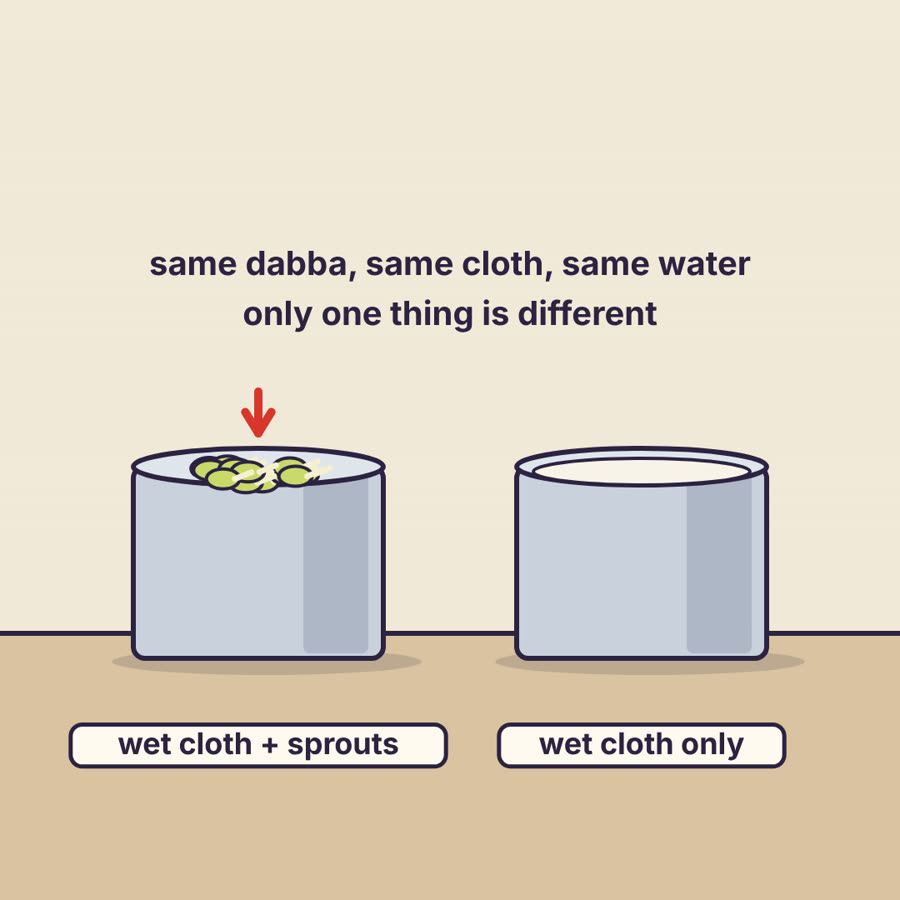 same dabba, same cloth, same water
only one thing is different
wet cloth + sprouts
wet cloth only